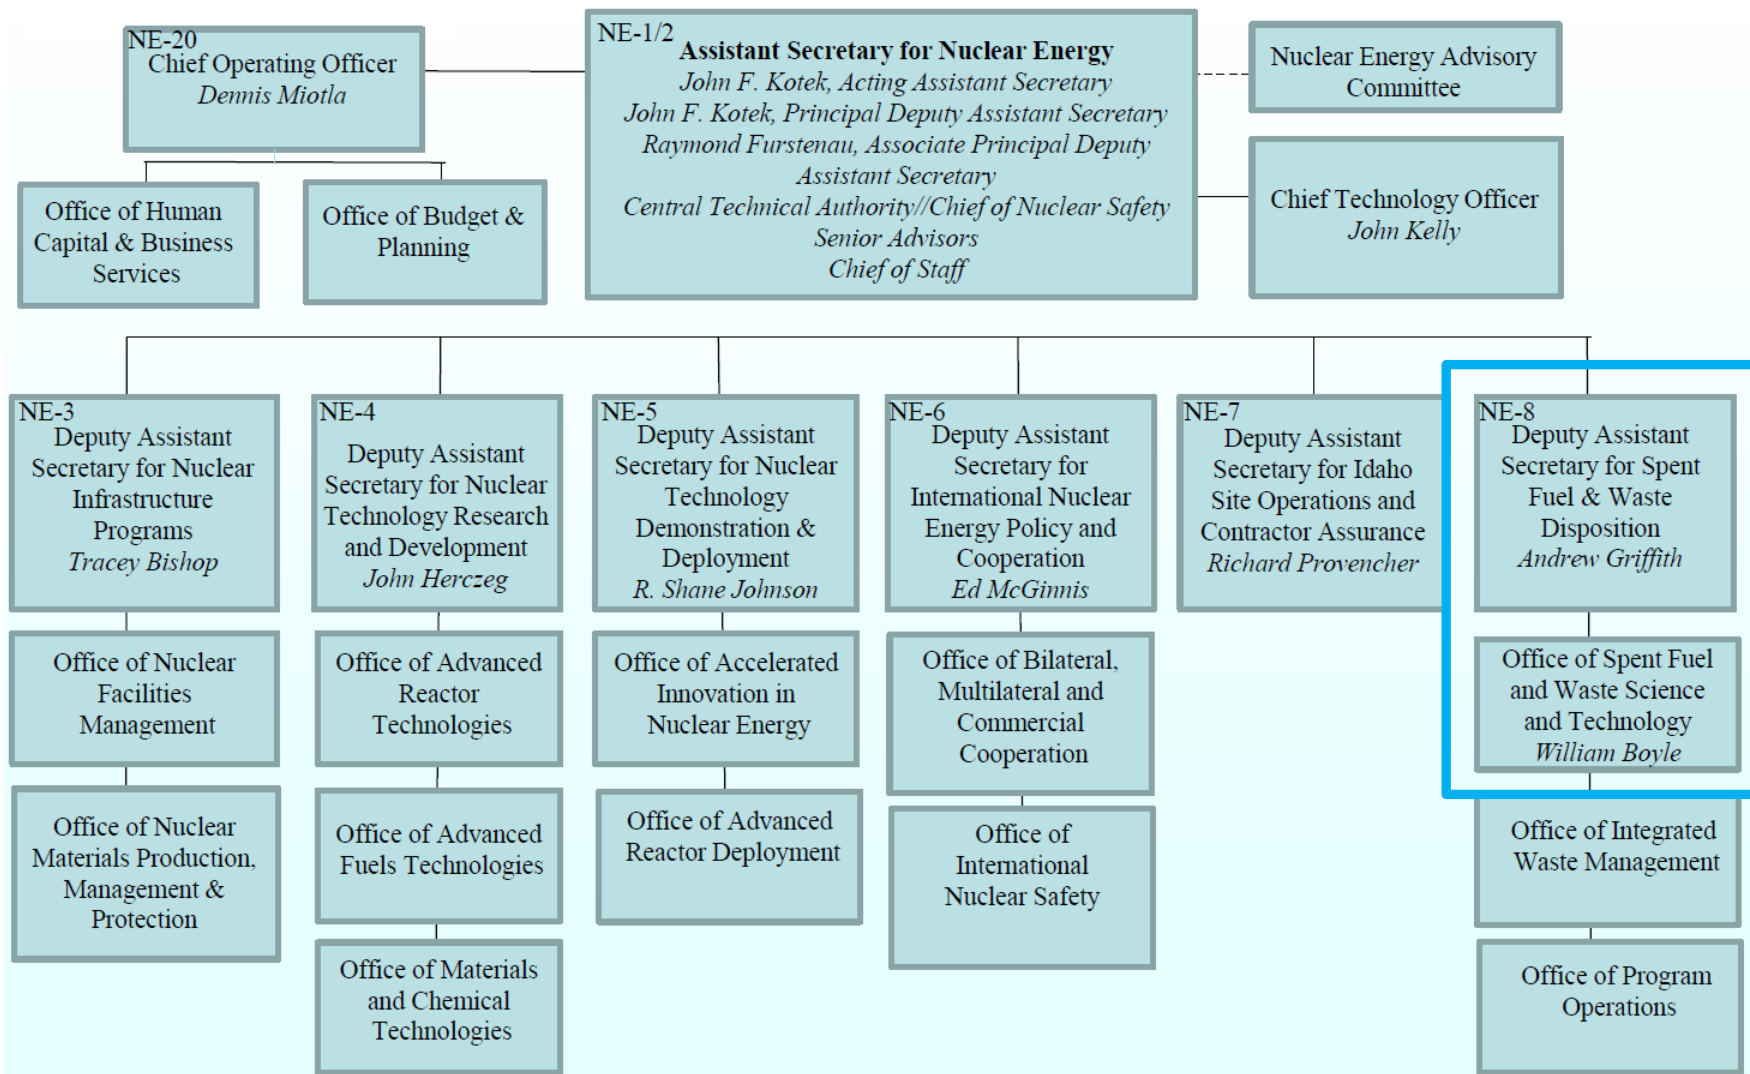 NE-20
Chief Operating Officer
Dennis Miotla
NE-1/2
Assistant Secretary for Nuclear Energy
John F. Kotek, Acting Assistant Secretary
John F. Kotek, Principal Deputy Assistant Secretary
Raymond Furstenau, Associate Principal Deputy
Assistant Secretary
Central Technical Authority//Chief of Nuclear Safety
Senior Advisors
Chief of Staff
Nuclear Energy Advisory
Committee
Office of Human
Capital & Business
Services
Office of Budget &
Planning
Chief Technology Officer
John Kelly
NE-3
Deputy Assistant
Secretary for Nuclear
Infrastructure
Programs
Tracey Bishop
NE-4
Deputy Assistant
Secretary for Nuclear
Technology Research
and Development
John Herczeg
NE-5
Deputy Assistant
Secretary for Nuclear
Technology
Demonstration &
Deployment
R. Shane Johnson
NE-6
Deputy Assistant
Secretary for
International Nuclear
Energy Policy and
Cooperation
Ed McGinnis
NE-7
Deputy Assistant
Secretary for Idaho
Site Operations and
Contractor Assurance
Richard Provencher
NE-8
Deputy Assistant
Secretary for Spent
Fuel & Waste
Disposition
Andrew Griffith
Office of Nuclear
Facilities
Management
Office of Advanced
Reactor
Technologies
Office of Accelerated
Innovation in
Nuclear Energy
Office of Bilateral,
Multilateral and
Commercial
Cooperation
Office of Spent Fuel
and Waste Science
and Technology
William Boyle
Office of Nuclear
Materials Production,
Management &
Protection
Office of Advanced
Fuels Technologies
Office of Advanced
Reactor Deployment
Office of
International
Nuclear Safety
Office of Integrated
Waste Management
Office of Materials
and Chemical
Technologies
Office of Program
Operations